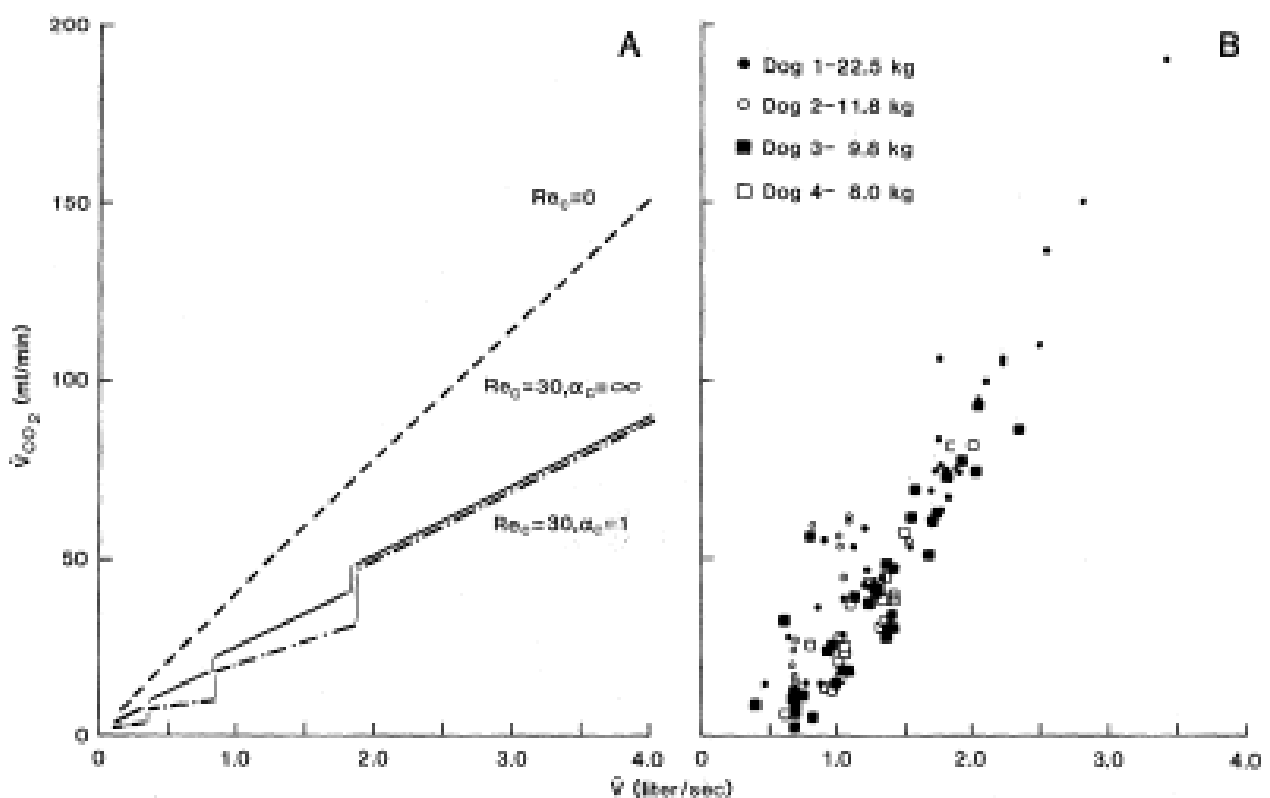 200
150
100
50
0
V̇CO₂ (ml/min)
A
Re_c=0
Re_c=30,α_c=∞
Re_c=30,α_c=1
0
1.0
2.0
3.0
4.0
B
Dog 1-22.5 kg
Dog 2-11.8 kg
Dog 3- 9.8 kg
Dog 4- 8.0 kg
0
1.0
2.0
3.0
4.0
V̇ (liter/sec)